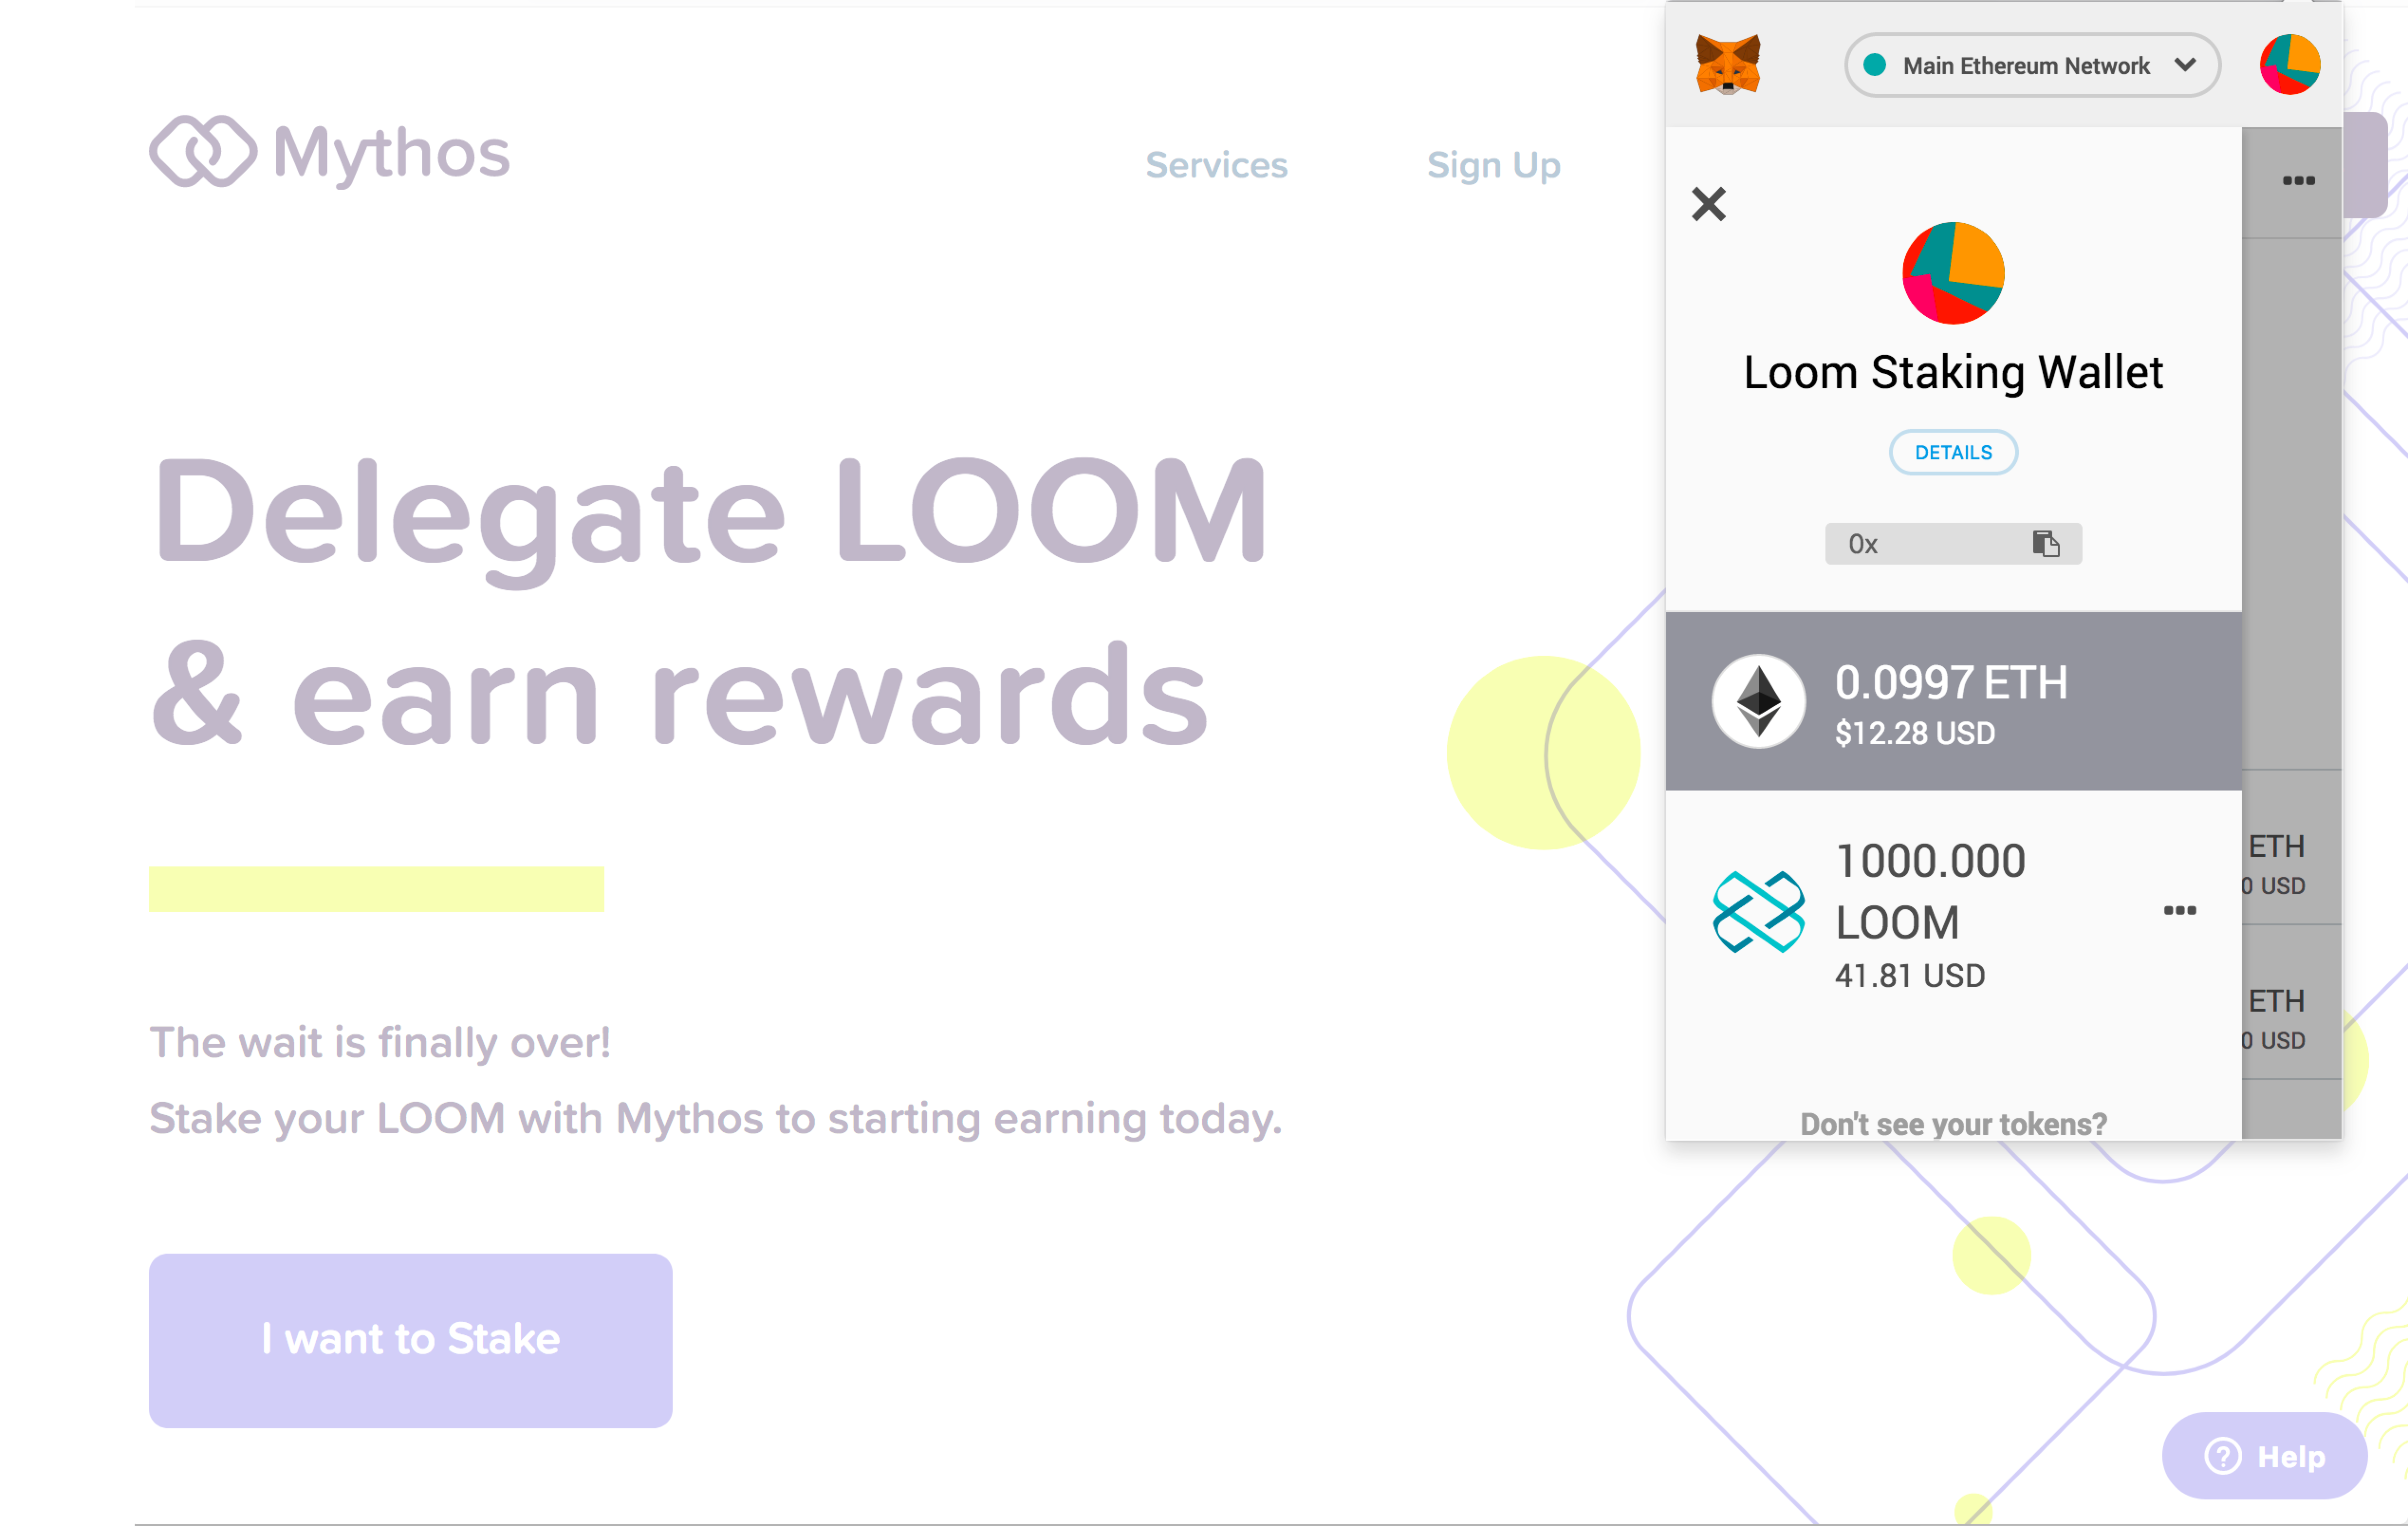 Mythos
Services
Sign Up
Delegate LOOM
& earn rewards
The wait is finally over!
Stake your LOOM with Mythos to starting earning today.
I want to Stake
Main Ethereum Network
Loom Staking Wallet
DETAILS
0x
0.0997 ETH
$12.28 USD
1000.000
LOOM
41.81 USD
Don't see your tokens?
ETH
0 USD
ETH
0 USD
? Help